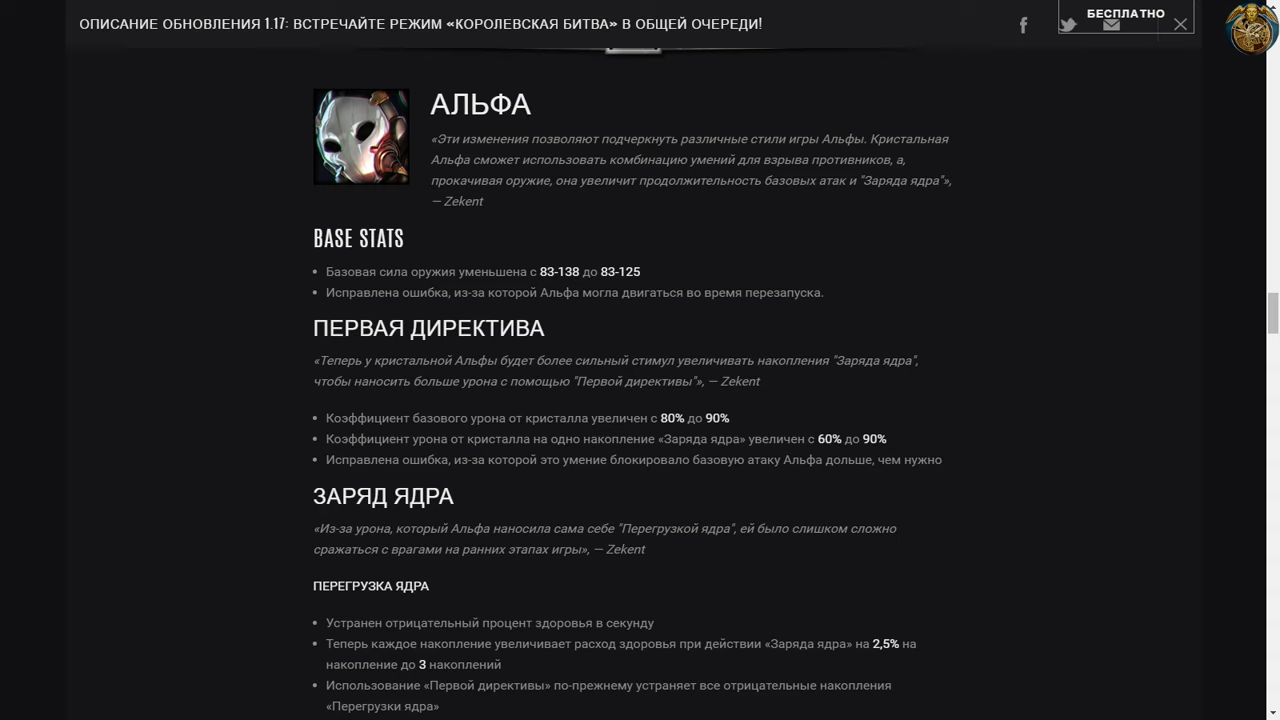 ОПИСАНИЕ ОБНОВЛЕНИЯ 1.17: ВСТРЕЧАЙТЕ РЕЖИМ «КОРОЛЕВСКАЯ БИТВА» В ОБЩЕЙ ОЧЕРЕДИ!
БЕСПЛАТНО
АЛЬФА
«Эти изменения позволяют подчеркнуть различные стили игры Альфы. Кристальная
Альфа сможет использовать комбинацию умений для взрыва противников, а,
прокачивая оружие, она увеличит продолжительность базовых атак и "Заряда ядра"»,
— Zekent
BASE STATS
• Базовая сила оружия уменьшена с 83-138 до 83-125
• Исправлена ошибка, из-за которой Альфа могла двигаться во время перезапуска.
ПЕРВАЯ ДИРЕКТИВА
«Теперь у кристальной Альфы будет более сильный стимул увеличивать накопления "Заряда ядра",
чтобы наносить больше урона с помощью "Первой директивы"», — Zekent
• Коэффициент базового урона от кристалла увеличен с 80% до 90%
• Коэффициент урона от кристалла на одно накопление «Заряда ядра» увеличен с 60% до 90%
• Исправлена ошибка, из-за которой это умение блокировало базовую атаку Альфа дольше, чем нужно
ЗАРЯД ЯДРА
«Из-за урона, который Альфа наносила сама себе "Перегрузкой ядра", ей было слишком сложно
сражаться с врагами на ранних этапах игры», — Zekent
ПЕРЕГРУЗКА ЯДРА
• Устранен отрицательный процент здоровья в секунду
• Теперь каждое накопление увеличивает расход здоровья при действии «Заряда ядра» на 2,5% на
накопление до 3 накоплений
• Использование «Первой директивы» по-прежнему устраняет все отрицательные накопления
«Перегрузки ядра»